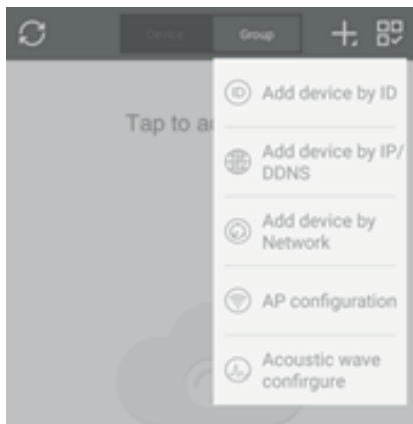 Device
Group
Tap to a
ID
Add device by ID
Add device by IP/
DDNS
Add device by
Network
AP configuration
Acoustic wave
confirgure